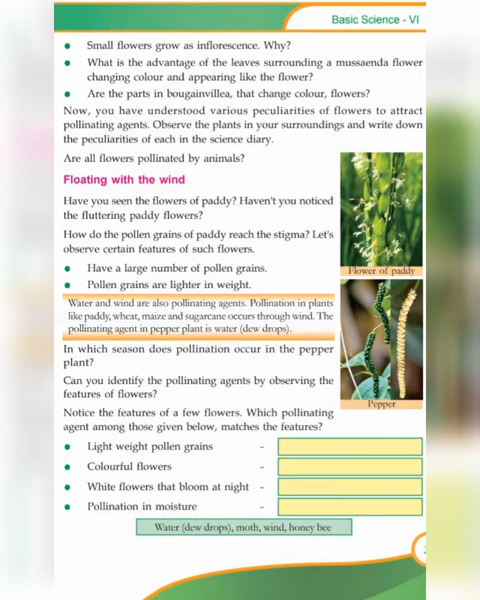 Basic Science - VI
● Small flowers grow as inflorescence. Why?
● What is the advantage of the leaves surrounding a mussaenda flower
changing colour and appearing like the flower?
● Are the parts in bougainvillea, that change colour, flowers?
Now, you have understood various peculiarities of flowers to attract
pollinating agents. Observe the plants in your surroundings and write down
the peculiarities of each in the science diary.
Are all flowers pollinated by animals?
Floating with the wind
Have you seen the flowers of paddy? Haven't you noticed
the fluttering paddy flowers?
How do the pollen grains of paddy reach the stigma? Let's
observe certain features of such flowers.
● Have a large number of pollen grains.
● Pollen grains are lighter in weight.
Flower of paddy
Water and wind are also pollinating agents. Pollination in plants
like paddy, wheat, maize and sugarcane occurs through wind. The
pollinating agent in pepper plant is water (dew drops).
In which season does pollination occur in the pepper
plant?
Can you identify the pollinating agents by observing the
features of flowers?
Pepper
Notice the features of a few flowers. Which pollinating
agent among those given below, matches the features?
● Light weight pollen grains -
● Colourful flowers -
● White flowers that bloom at night -
● Pollination in moisture -
Water (dew drops), moth, wind, honey bee